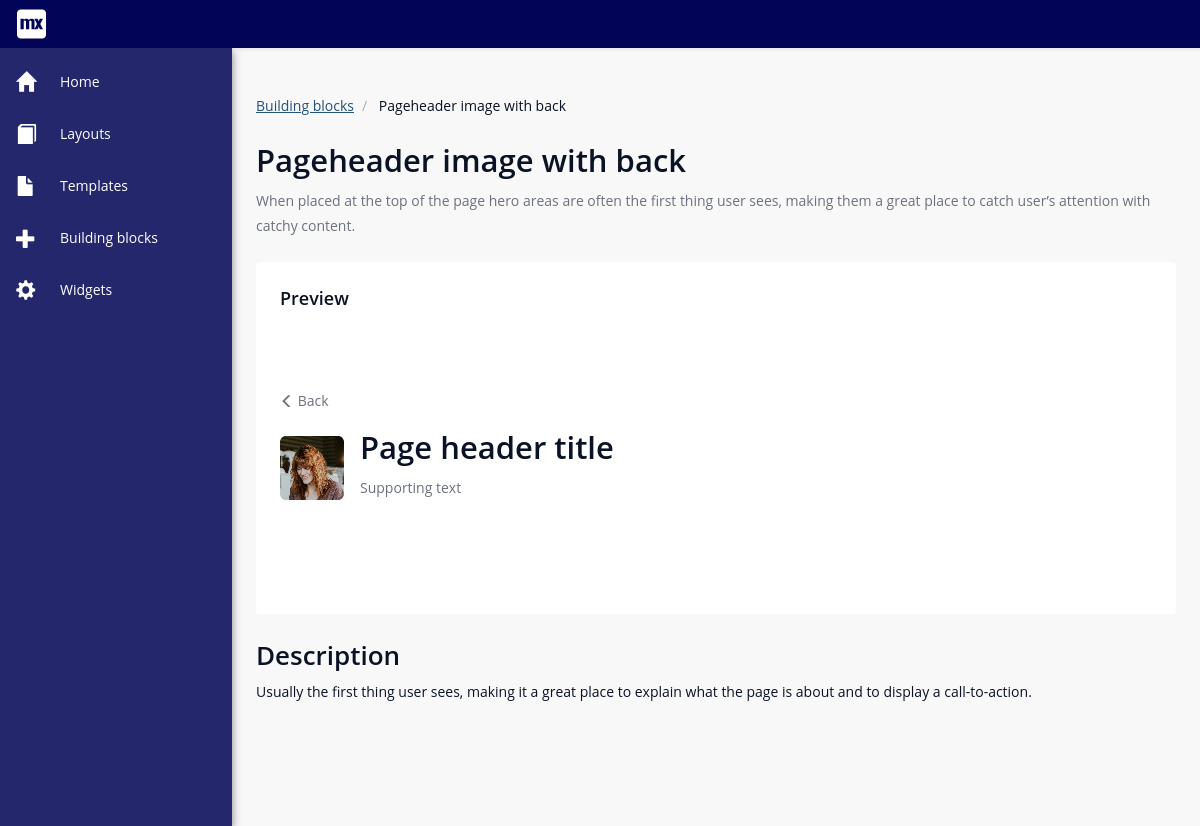 mx
Home
Layouts
Templates
Building blocks
Widgets
Building blocks / Pageheader image with back
Pageheader image with back
When placed at the top of the page hero areas are often the first thing user sees, making them a great place to catch user’s attention with
catchy content.
Preview
Back
Page header title
Supporting text
Description
Usually the first thing user sees, making it a great place to explain what the page is about and to display a call-to-action.